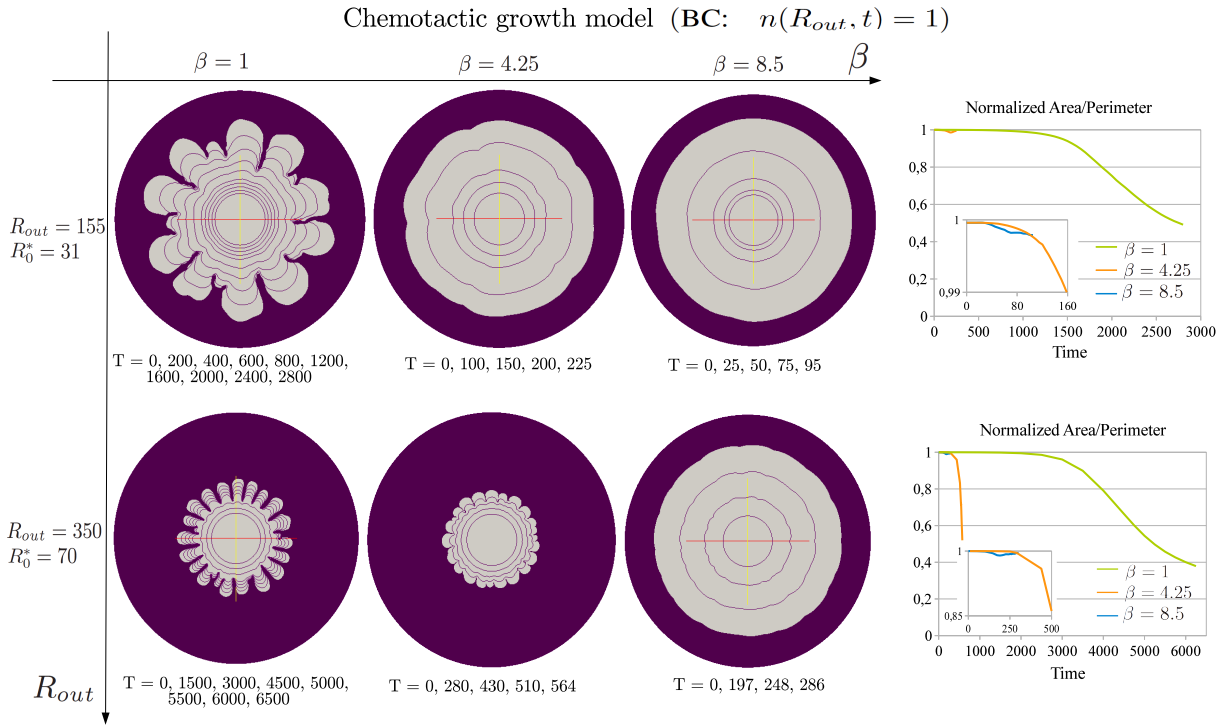 Chemotactic growth model (BC: n(R_out, t) = 1)
β = 1
β = 4.25
β = 8.5
β
R_out = 155
R_0^* = 31
T = 0, 200, 400, 600, 800, 1200,
1600, 2000, 2400, 2800
T = 0, 100, 150, 200, 225
T = 0, 25, 50, 75, 95
Normalized Area/Perimeter
1
0,8
0,6
0,4
0,2
0
1
0,99
0 80 160
β = 1
β = 4.25
β = 8.5
0 500 1000 1500 2000 2500 3000
Time
R_out = 350
R_0^* = 70
R_out
T = 0, 1500, 3000, 4500, 5000,
5500, 6000, 6500
T = 0, 280, 430, 510, 564
T = 0, 197, 248, 286
Normalized Area/Perimeter
1
0,8
0,6
0,4
0,2
0
1
0,85
0 250 500
β = 1
β = 4.25
β = 8.5
0 1000 2000 3000 4000 5000 6000
Time